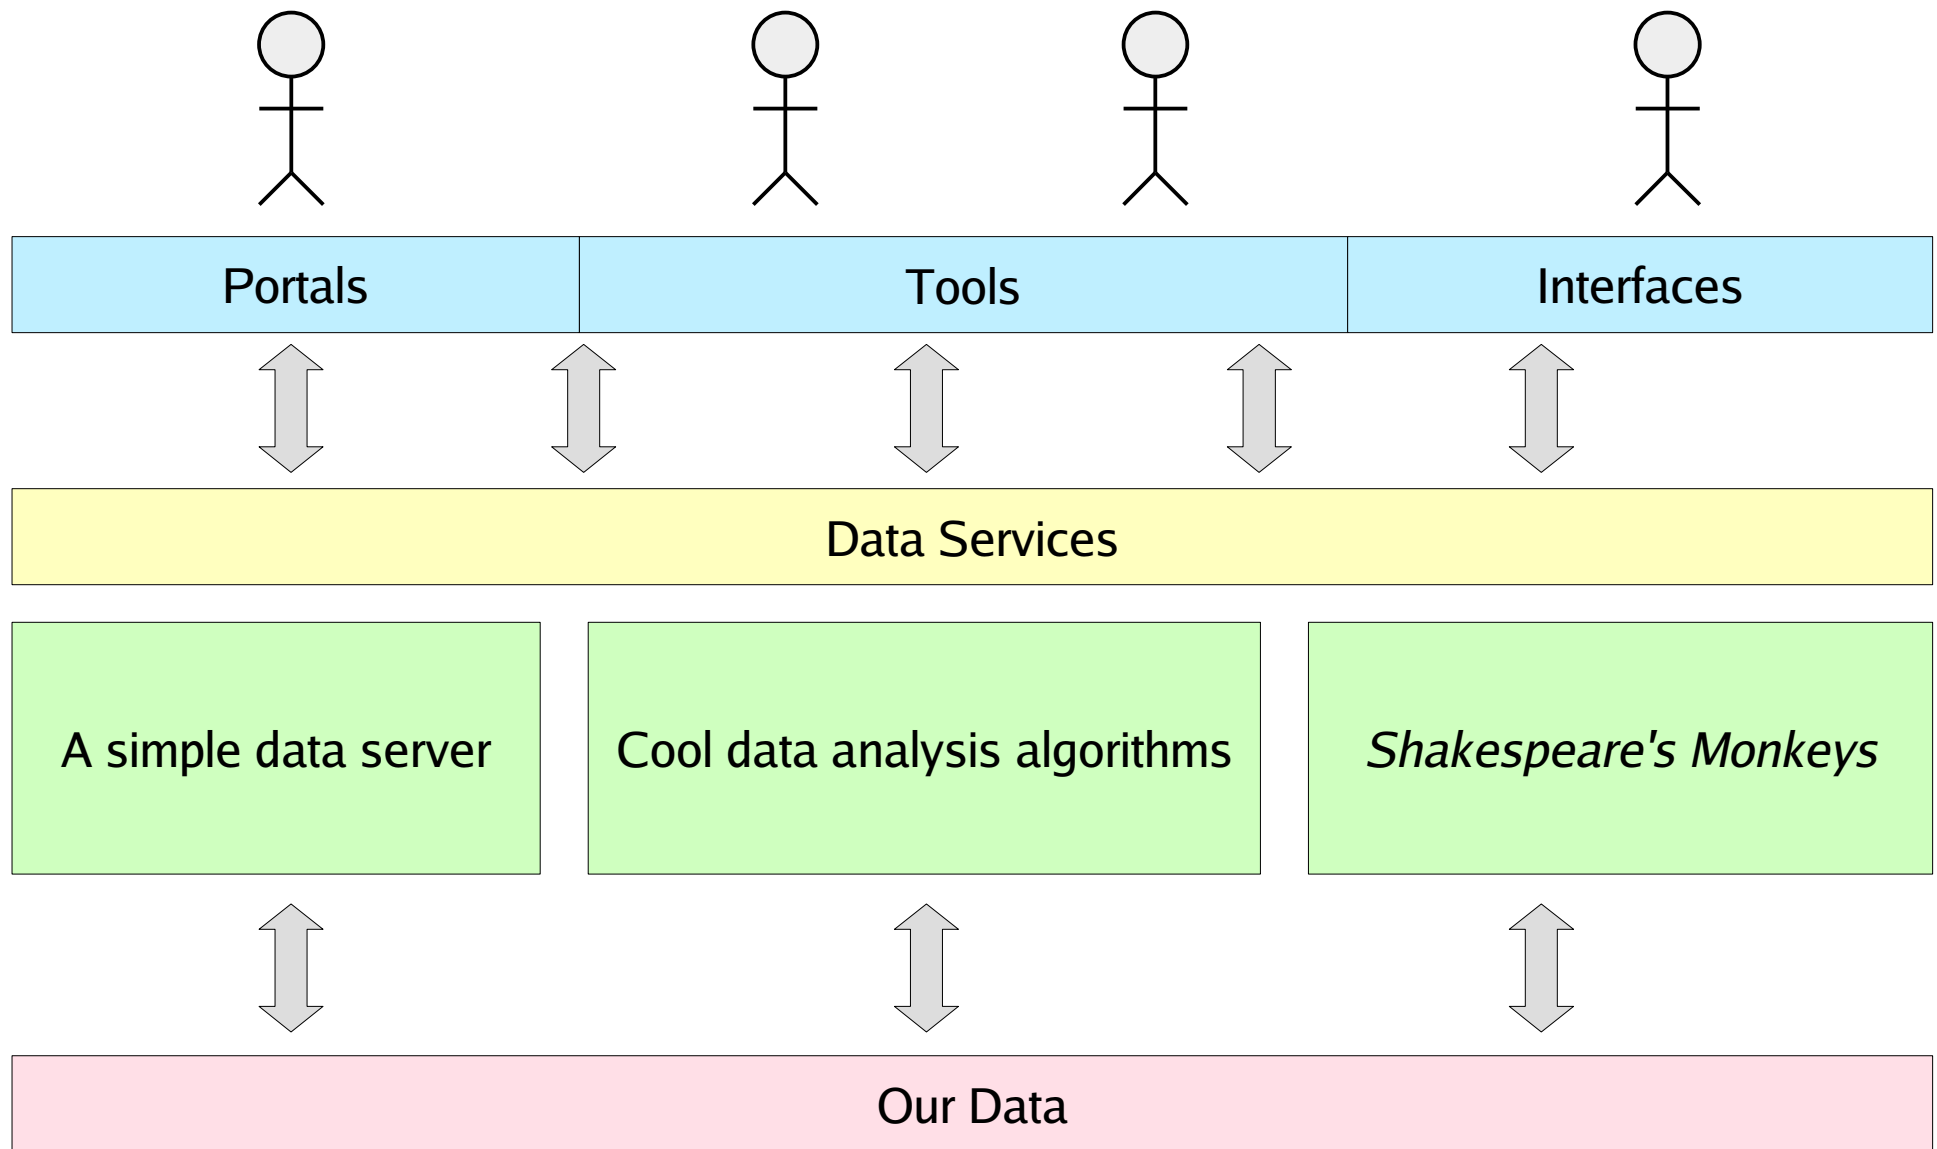 Portals
Tools
Interfaces
Data Services
A simple data server
Cool data analysis algorithms
Shakespeare's Monkeys
Our Data